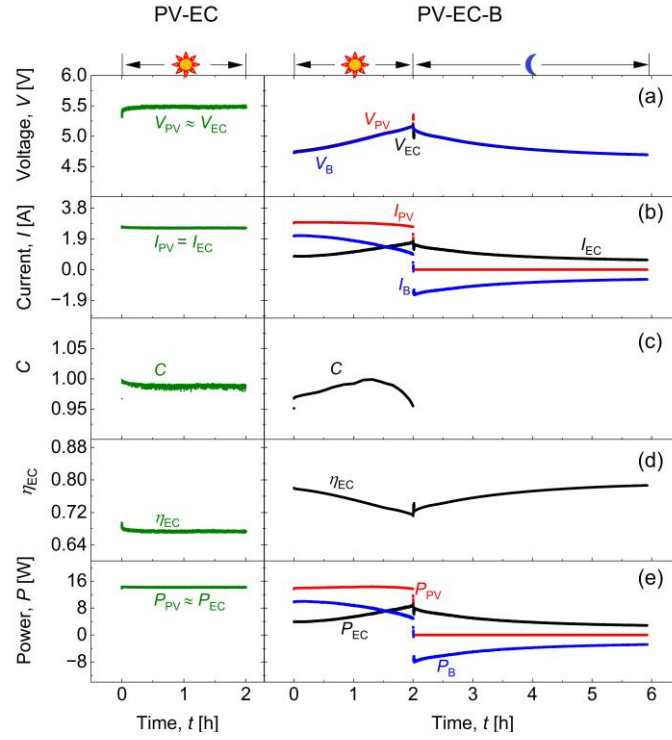 PV-EC PV-EC-B
6.0
5.5
5.0
4.5
Voltage, V [V]
V_PV ≈ V_EC
V_PV
V_EC
V_B
(a)
3.8
1.9
0.0
−1.9
Current, I [A]
I_PV = I_EC
I_PV
I_EC
I_B
(b)
1.05
1.00
0.95
C
C
C
(c)
0.88
0.80
0.72
0.64
η_EC
η_EC
η_EC
(d)
16
8
0
−8
Power, P [W]
P_PV ≈ P_EC
P_PV
P_EC
P_B
(e)
0 1 2 0 1 2 3 4 5 6
Time, t [h] Time, t [h]